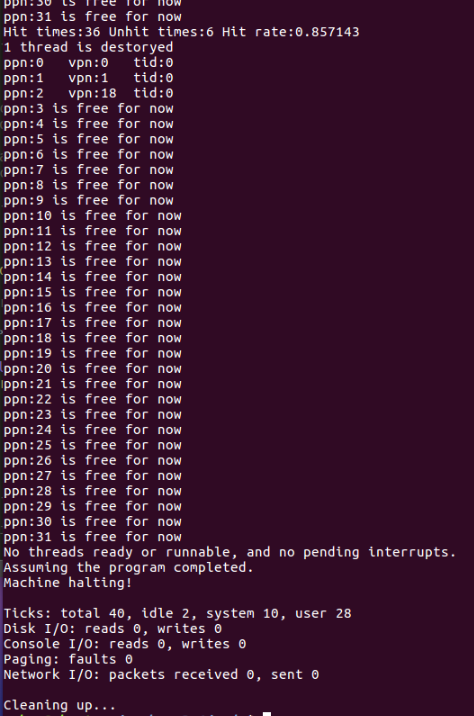 ppn:30 is free for now
ppn:31 is free for now
Hit times:36 Unhit times:6 Hit rate:0.857143
1 thread is destoryed
ppn:0   vpn:0   tid:0
ppn:1   vpn:1   tid:0
ppn:2   vpn:18  tid:0
ppn:3 is free for now
ppn:4 is free for now
ppn:5 is free for now
ppn:6 is free for now
ppn:7 is free for now
ppn:8 is free for now
ppn:9 is free for now
ppn:10 is free for now
ppn:11 is free for now
ppn:12 is free for now
ppn:13 is free for now
ppn:14 is free for now
ppn:15 is free for now
ppn:16 is free for now
ppn:17 is free for now
ppn:18 is free for now
ppn:19 is free for now
ppn:20 is free for now
ppn:21 is free for now
ppn:22 is free for now
ppn:23 is free for now
ppn:24 is free for now
ppn:25 is free for now
ppn:26 is free for now
ppn:27 is free for now
ppn:28 is free for now
ppn:29 is free for now
ppn:30 is free for now
ppn:31 is free for now
No threads ready or runnable, and no pending interrupts.
Assuming the program completed.
Machine halting!

Ticks: total 40, idle 2, system 10, user 28
Disk I/O: reads 0, writes 0
Console I/O: reads 0, writes 0
Paging: faults 0
Network I/O: packets received 0, sent 0

Cleaning up...